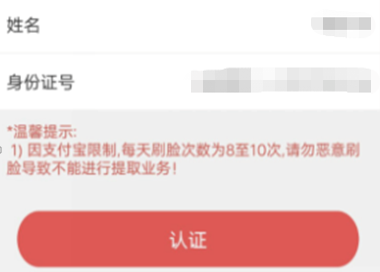 姓名
身份证号
*温馨提示:
1) 因支付宝限制,每天刷脸次数为8至10次,请勿恶意刷
脸导致不能进行提取业务!
认证